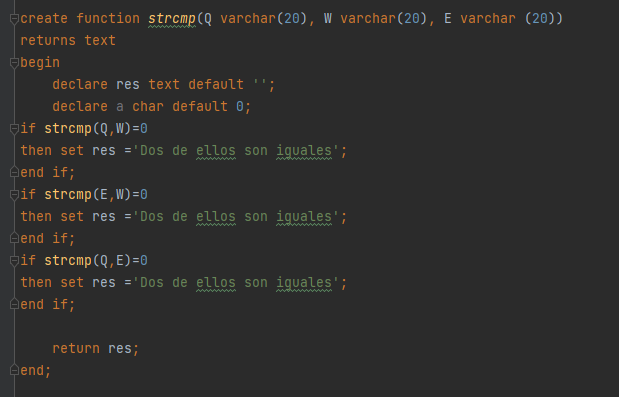 create function strcmp(Q varchar(20), W varchar(20), E varchar (20))
returns text
begin
    declare res text default '';
    declare a char default 0;
if strcmp(Q,W)=0
then set res ='Dos de ellos son iquales';
end if;
if strcmp(E,W)=0
then set res ='Dos de ellos son iquales';
end if;
if strcmp(Q,E)=0
then set res ='Dos de ellos son iquales';
end if;
    return res;
end;